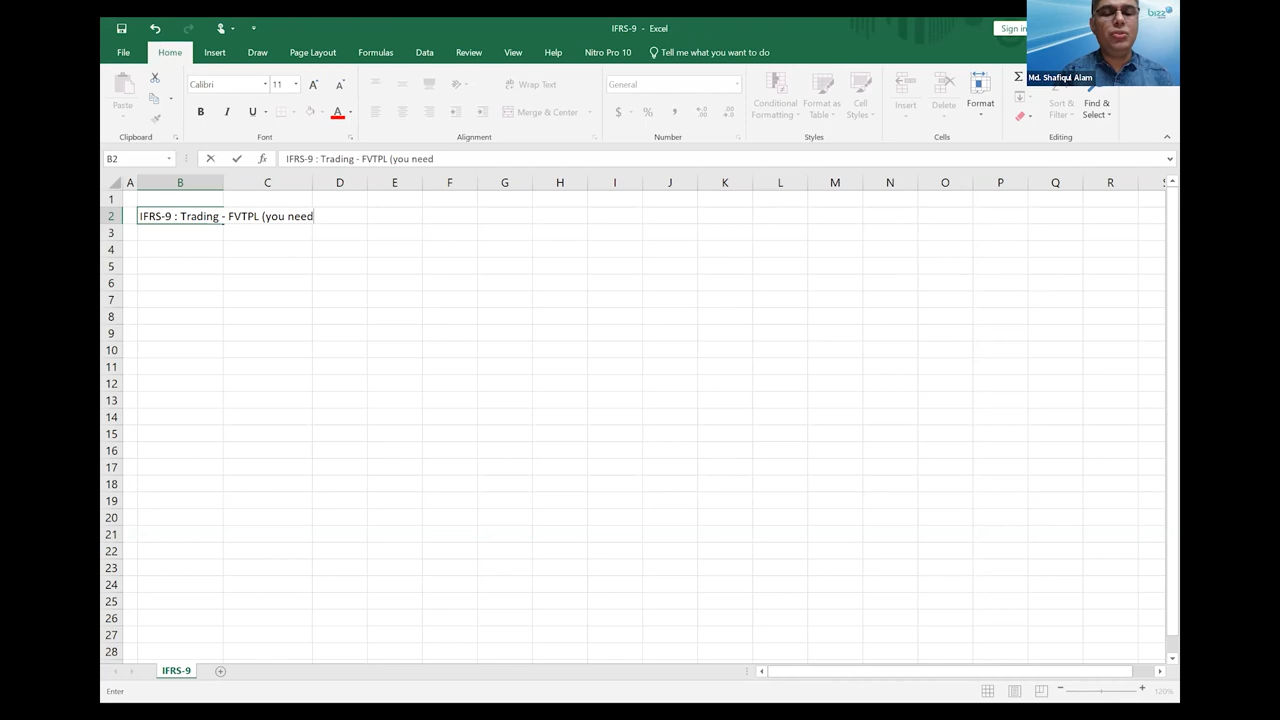 IFRS-9 - Excel
Sign in
bizz
Md. Shafiqul Alam
File Home Insert Draw Page Layout Formulas Data Review View Help Nitro Pro 10 Tell me what you want to do
Calibri 11 Wrap Text General
Paste B I U A Merge & Center $ % , Conditional Formatting Format as Table Cell Styles Insert Delete Format Sort & Filter Find & Select
Clipboard Font Alignment Number Styles Cells Editing
B2 fx IFRS-9 : Trading - FVTPL (you need
A B C D E F G H I J K L M N O P Q R
1
2 IFRS-9 : Trading - FVTPL (you need
3
4
5
6
7
8
9
10
11
12
13
14
15
16
17
18
19
20
21
22
23
24
25
26
27
28
IFRS-9
Enter 120%